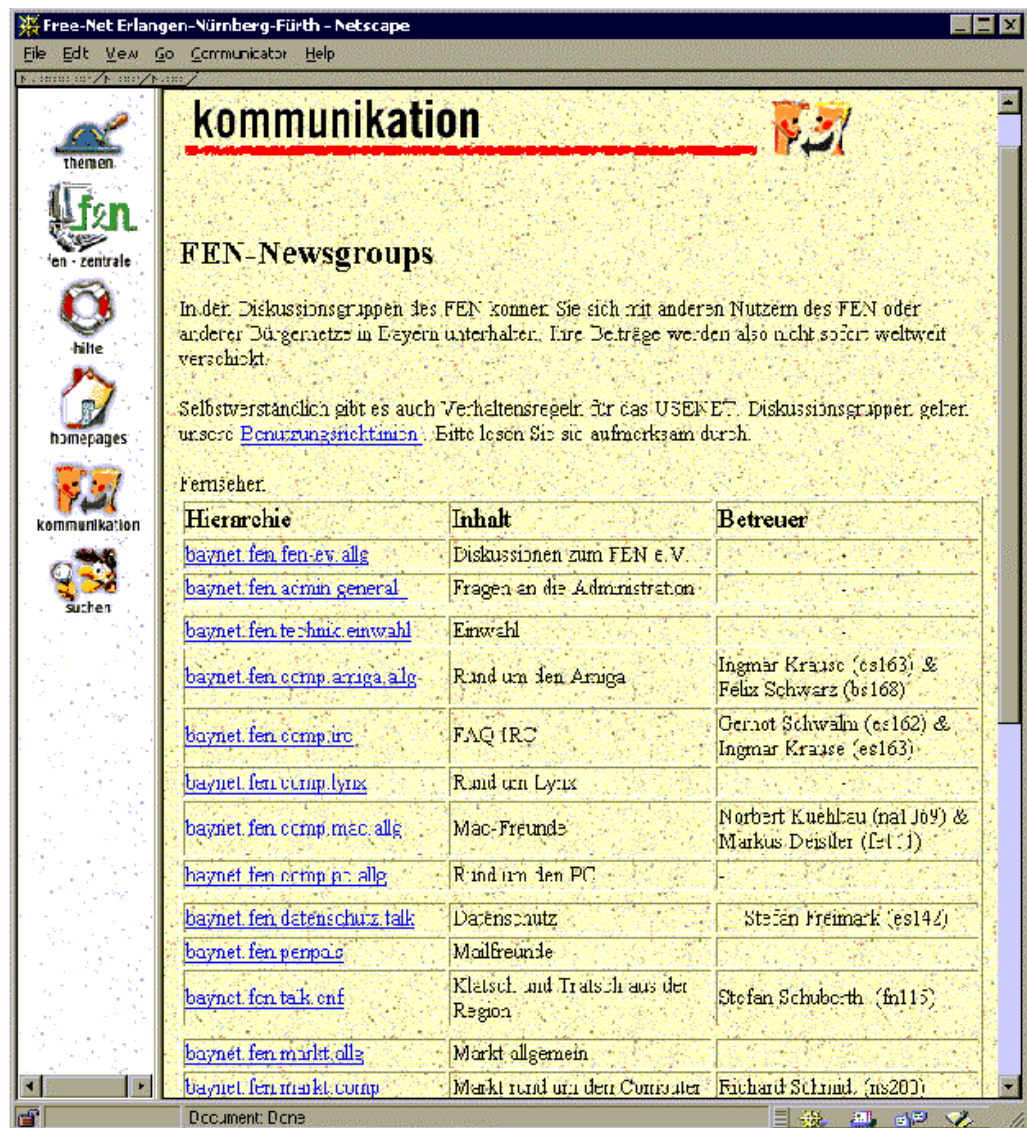 Free-Net Erlangen-Nürnberg-Fürth - Netscape
File Edit View Go Communicator Help
themen
fen
fen - zentrale
hilfe
homepages
kommunikation
suchen
kommunikation
FEN-Newsgroups
In den Diskussionsgruppen des FEN konnen Sie sich mit anderen Nutzern des FEN oder
anderer Bürgernetze in Bayern unterhalten. Ihre Beiträge werden also nicht sofort weltweit
verschickt.
Selbstverständlich gibt es auch Verhaltensregeln für das USENET. Diskussionsgruppen gelten
unsere Benutzungsrichtlinien . Bitte lesen Sie sie aufmerksam durch.
Fernsehen
Hierarchie Inhalt Betreuer
baynet.fen.fen-ev.allg Diskussionen zum FEN e.V. -
baynet.fen.admin.general Fragen an die Administration -
baynet.fen.technik.einwahl Einwahl -
baynet.fen.comp.amiga.allg Rund um den Amiga Ingmar Krause (es163) &
Felix Schwarz (bs168)
baynet.fen.comp.irc FAQ IRC Gernot Schwalm (es162) &
Ingmar Krause (es163)
baynet.fen.comp.lynx Rund um Lynx -
baynet.fen.comp.mac.allg Mac-Freunde Norbert &
Markus Deistler
baynet.fen.comp.pc.allg Rund um den PC -
baynet.fen.datenschutz.talk Datenschutz Stefan Freimark (es142)
baynet.fen.penpals Mailfreunde -
baynet.fen.talk.enf Klatsch und Tratsch aus der
Region Stefan Schuberth (fn115)
baynet.fen.markt.allg Markt allgemein -
baynet.fen.markt.comp Markt rund um den Computer Richard Schmid (ns200)
Document: Done